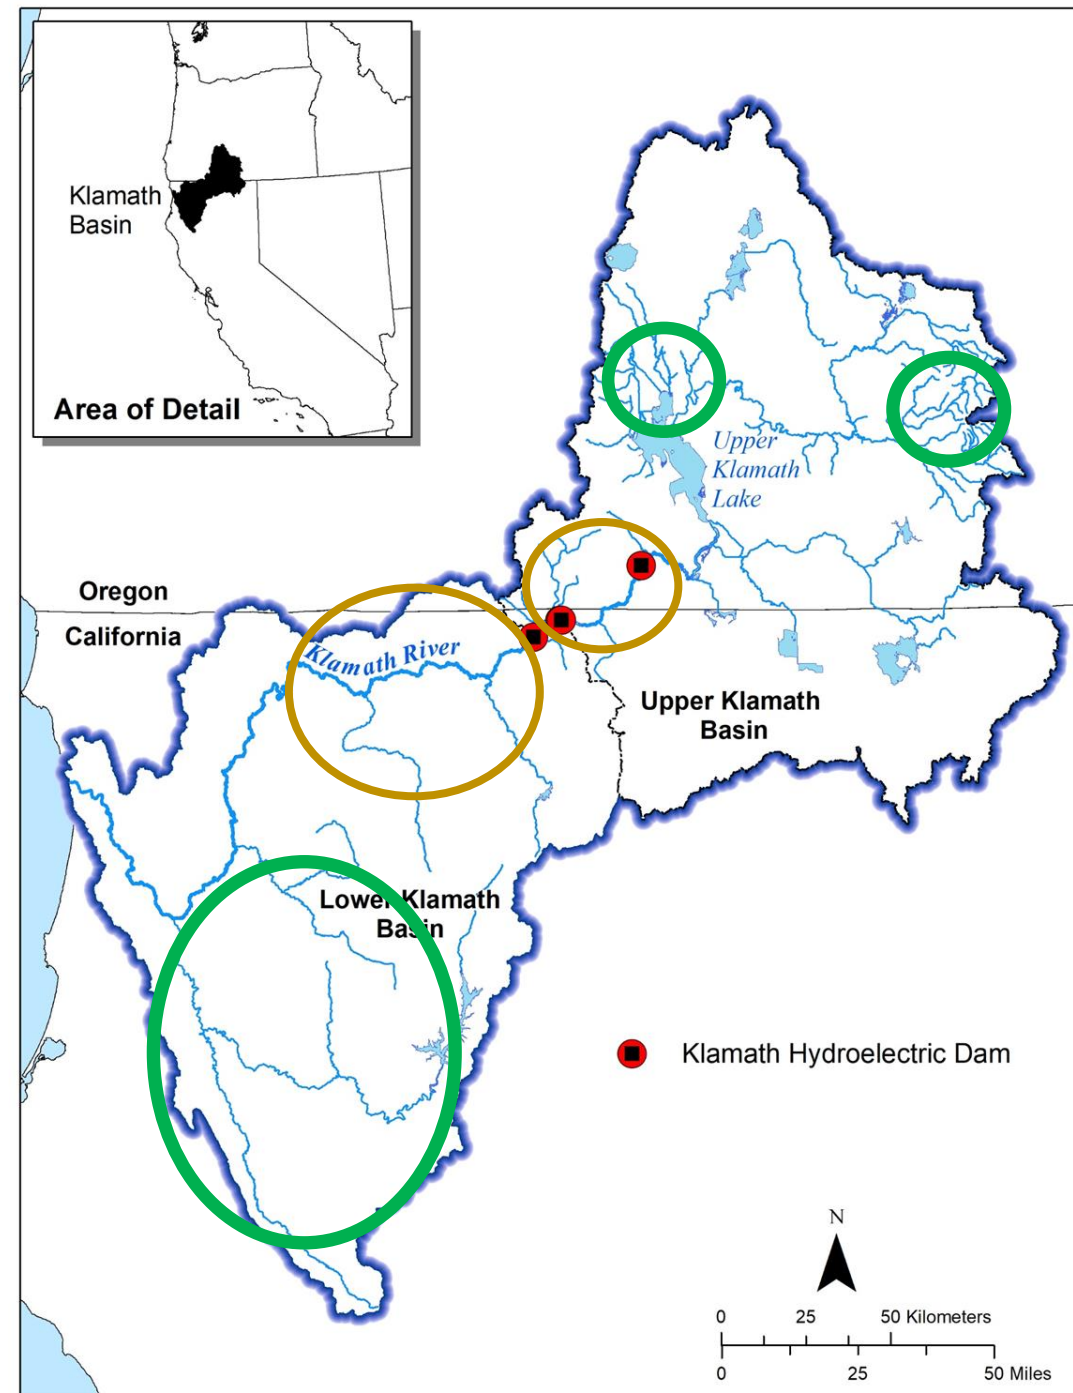 Klamath
Basin
Area of Detail
Upper
Klamath
Lake
Oregon
California
Klamath River
Upper Klamath
Basin
Lower Klamath
Basin
Klamath Hydroelectric Dam
N
0 25 50 Kilometers
0 25 50 Miles